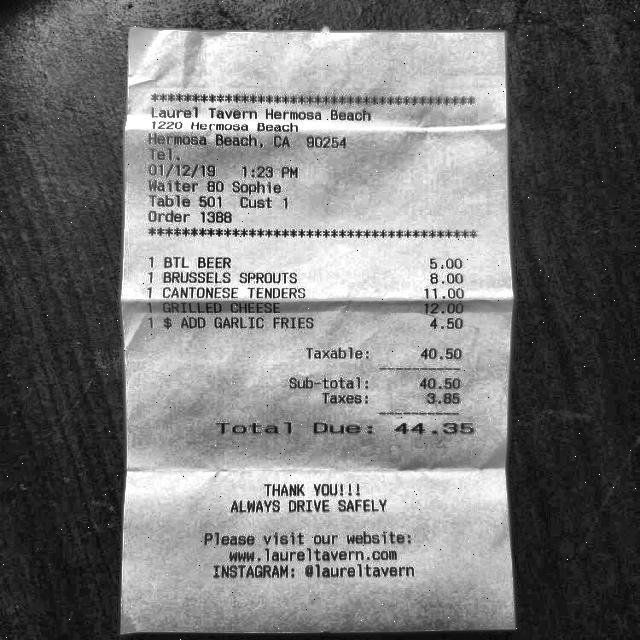 ************************************************
Laurel Tavern Hermosa Beach
1220 Hermosa Beach
Hermosa Beach, CA 90254
Tel.
01/12/19 1:23 PM
Waiter 80 Sophie
Table 501 Cust 1
Order 1388
************************************************
1 BTL BEER 5.00
1 BRUSSELS SPROUTS 8.00
1 CANTONESE TENDERS 11.00
1 GRILLED CHEESE 12.00
1 $ ADD GARLIC FRIES 4.50
Taxable: 40.50
Sub-total: 40.50
Taxes: 3.85
Total Due: 44.35
THANK YOU!!!
ALWAYS DRIVE SAFELY
Please visit our website:
www.laureltavern.com
INSTAGRAM: @laureltavern